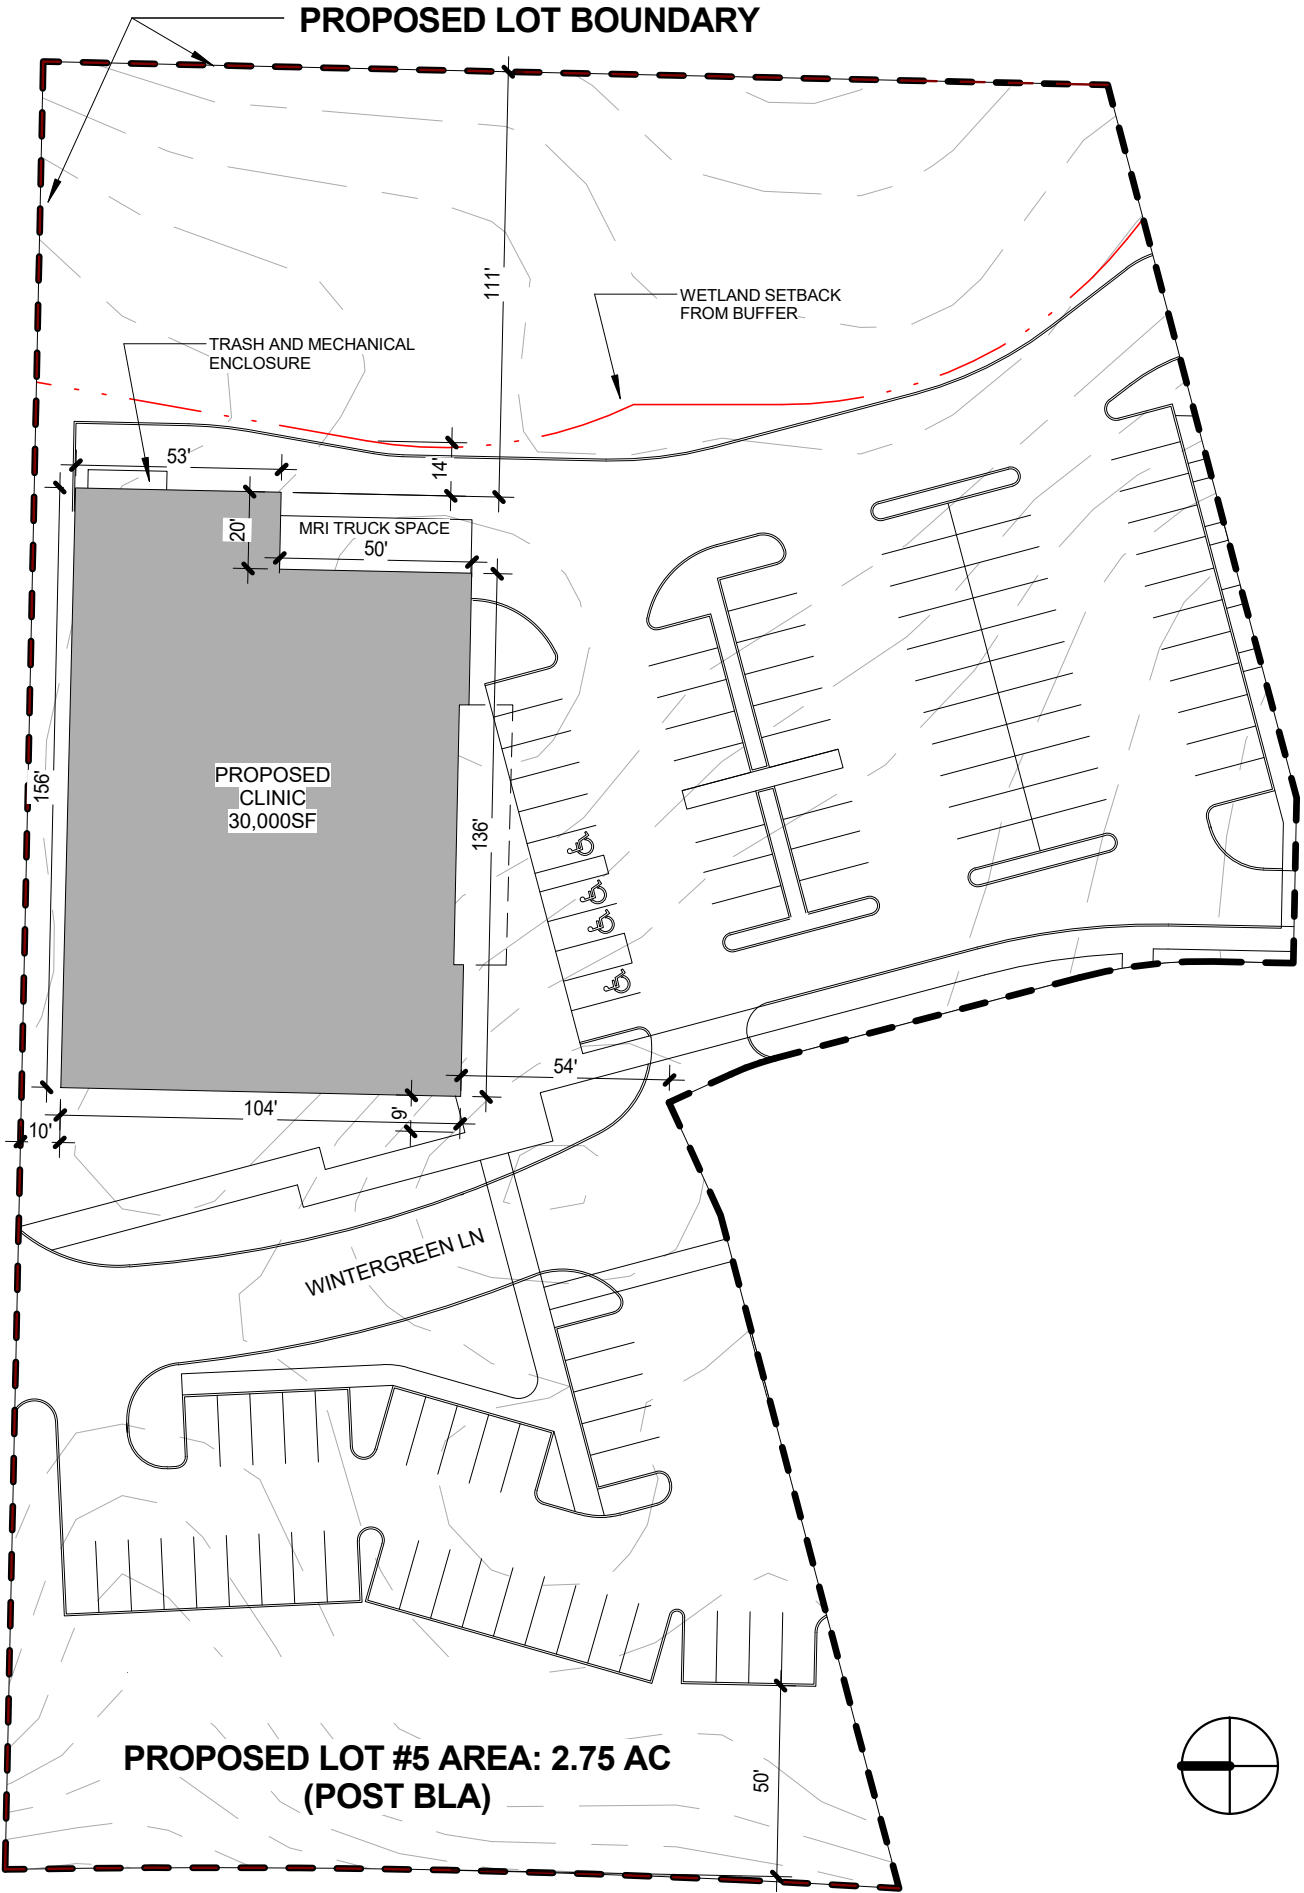 PROPOSED LOT BOUNDARY
111'
WETLAND SETBACK
FROM BUFFER
TRASH AND MECHANICAL
ENCLOSURE
53'
14'
20'
MRI TRUCK SPACE
50'
156'
PROPOSED
CLINIC
30,000SF
136'
54'
104'
9'
10'
WINTERGREEN LN
PROPOSED LOT #5 AREA: 2.75 AC
(POST BLA)
50'